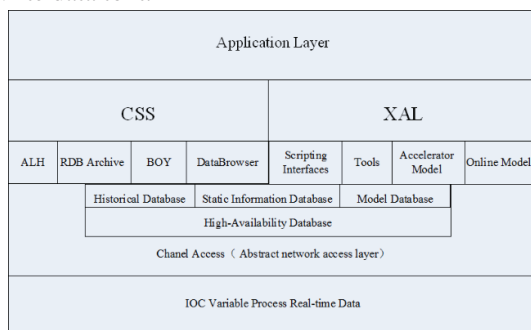 Application Layer
CSS XAL
ALH RDB Archive BOY DataBrowser Scripting Interfaces Tools Accelerator Model Online Model
Historical Database Static Information Database Model Database
High-Availability Database
Chanel Access（ Abstract network access layer）
IOC Variable Process Real-time Data